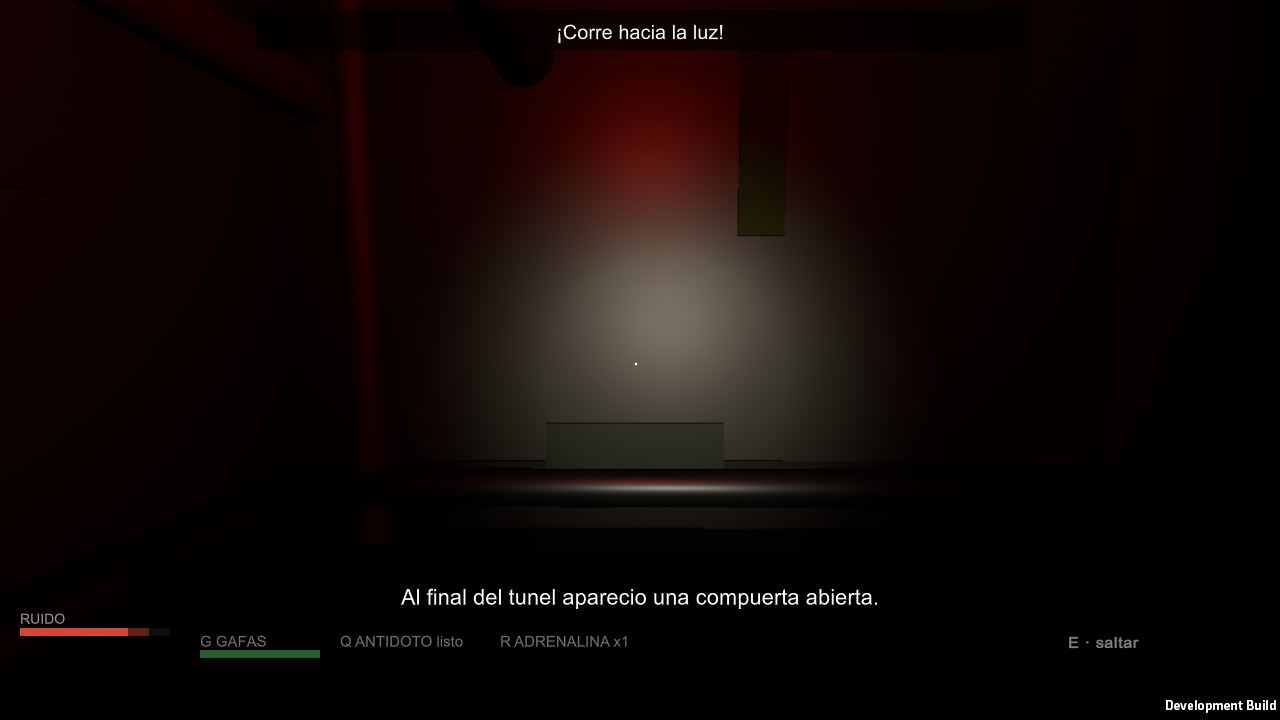 ¡Corre hacia la luz!
Al final del tunel aparecio una compuerta abierta.
RUIDO
G GAFAS
Q ANTIDOTO listo
R ADRENALINA x1
E · saltar
Development Build